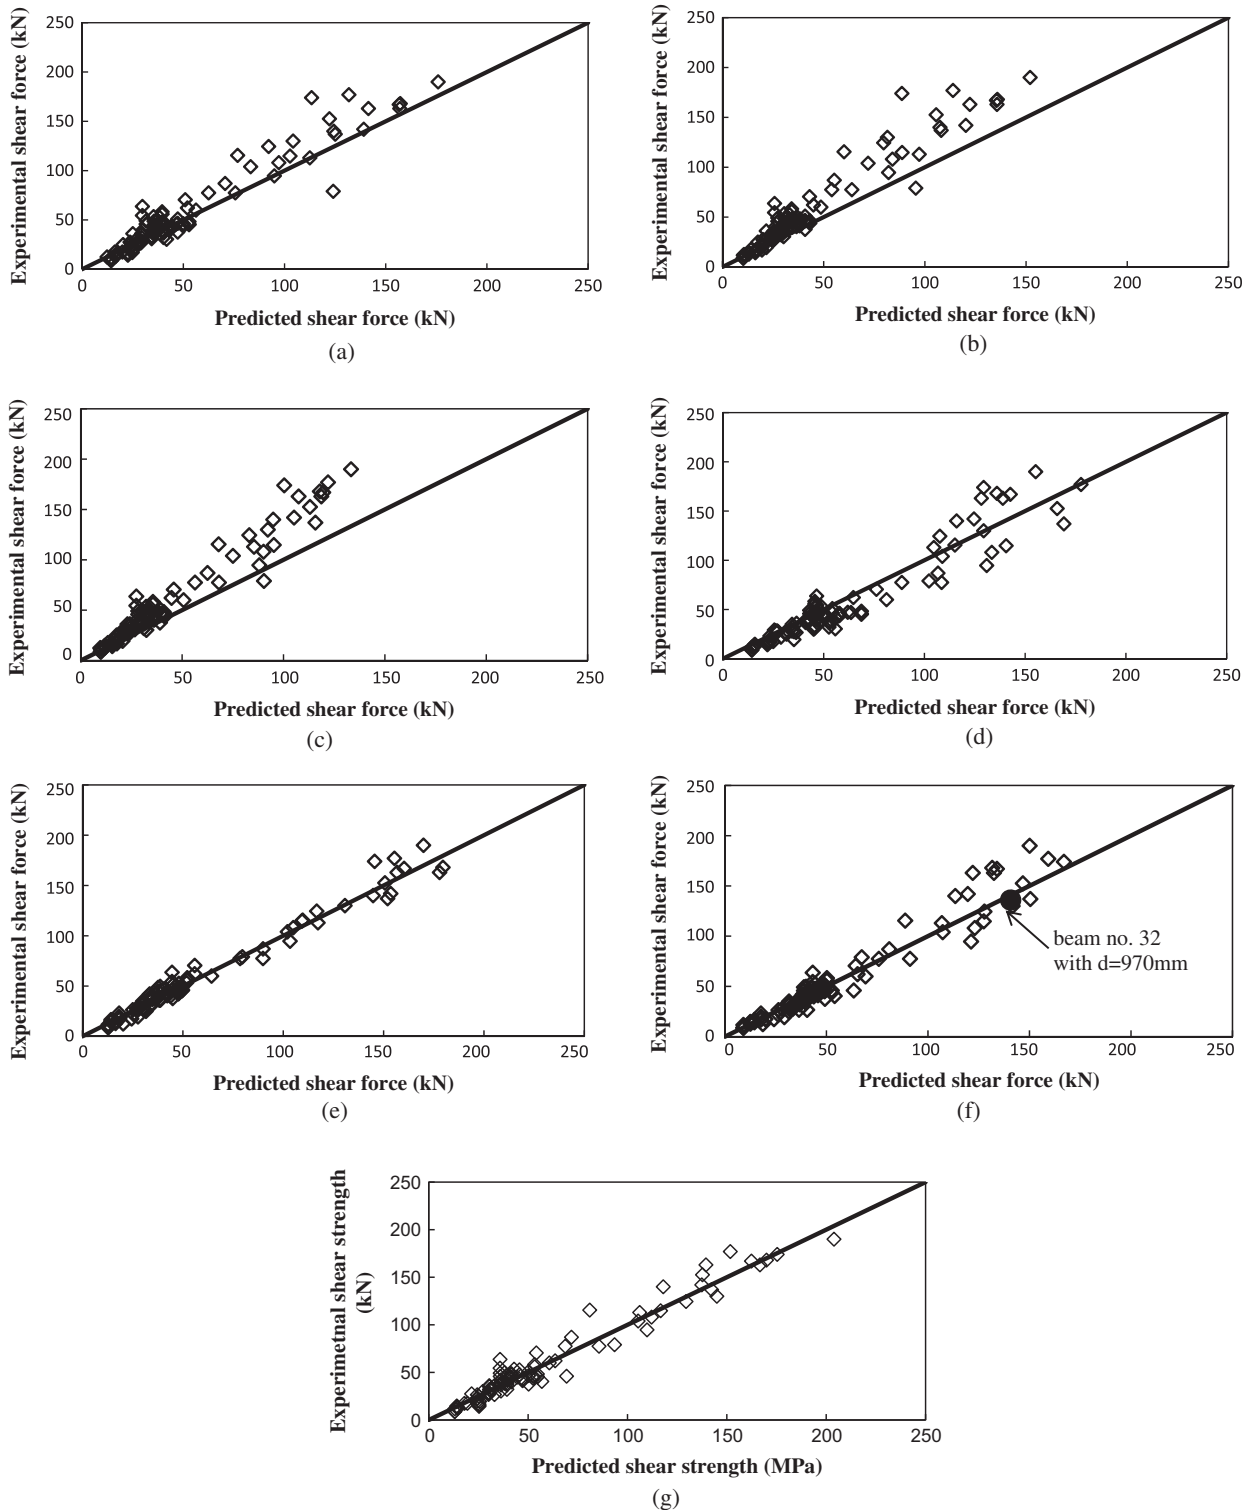 Experimental shear force (kN)
250
200
150
100
50
0
0 50 100 150 200 250
Predicted shear force (kN)
(a)
Experimental shear force (kN)
250
200
150
100
50
0
0 50 100 150 200 250
Predicted shear force (kN)
(b)
Experimental shear force (kN)
250
200
150
100
50
0
0 50 100 150 200 250
Predicted shear force (kN)
(c)
Experimental shear force (kN)
250
200
150
100
50
0
0 50 100 150 200 250
Predicted shear force (kN)
(d)
Experimental shear force (kN)
250
200
150
100
50
0
0 50 100 150 200 250
Predicted shear force (kN)
(e)
Experimental shear force (kN)
250
200
150
100
50
0
beam no. 32
with d=970mm
0 50 100 150 200 250
Predicted shear force (kN)
(f)
Experimetnal shear strength
(kN)
250
200
150
100
50
0
0 50 100 150 200 250
Predicted shear strength (MPa)
(g)